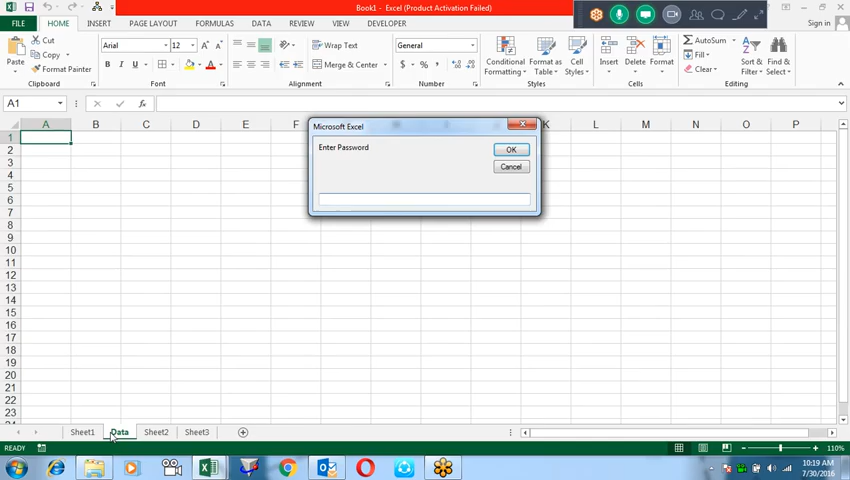 Book1 - Excel (Product Activation Failed)
FILE HOME INSERT PAGE LAYOUT FORMULAS DATA REVIEW VIEW DEVELOPER Sign in
Paste
Cut
Copy
Format Painter
Clipboard
Arial 12 A A
B I U A
Font
Wrap Text
Merge & Center
Alignment
General
$ % ,
Number
Conditional Formatting
Format as Table
Cell Styles
Styles
Insert Delete Format
Cells
AutoSum
Fill
Clear
Sort & Filter
Find & Select
Editing
A1 fx
A B C D E F K L M N O P
Microsoft Excel
Enter Password
OK
Cancel
1
2
3
4
5
6
7
8
9
10
11
12
13
14
15
16
17
18
19
20
21
22
23
Sheet1 Data Sheet2 Sheet3
READY 110%
10:19 AM
7/30/2016